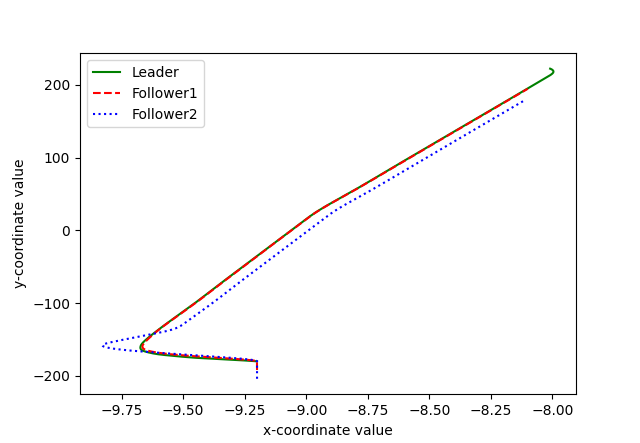 Leader
Follower1
Follower2
200
100
0
−100
−200
y-coordinate value
−9.75
−9.50
−9.25
−9.00
−8.75
−8.50
−8.25
−8.00
x-coordinate value